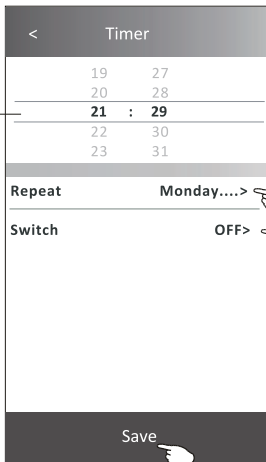 < Timer
19 27
20 28
21 : 29
22 30
23 31
Repeat Monday....>
Switch OFF>
Save